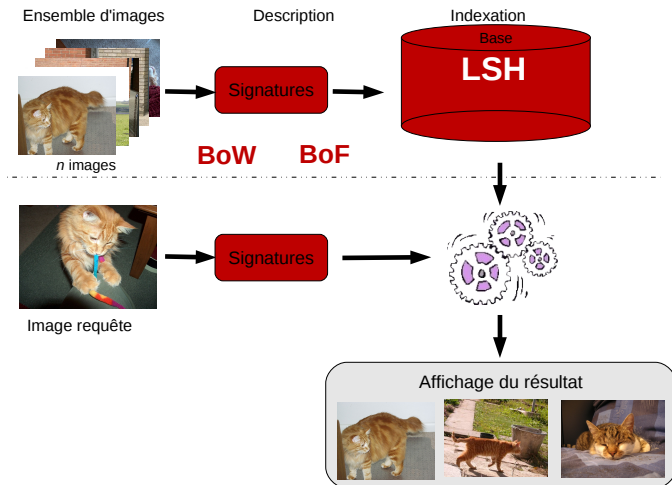 Ensemble d'images
Description
Indexation
Base
LSH
Signatures
n images
BoW
BoF
Signatures
Image requête
Affichage du résultat